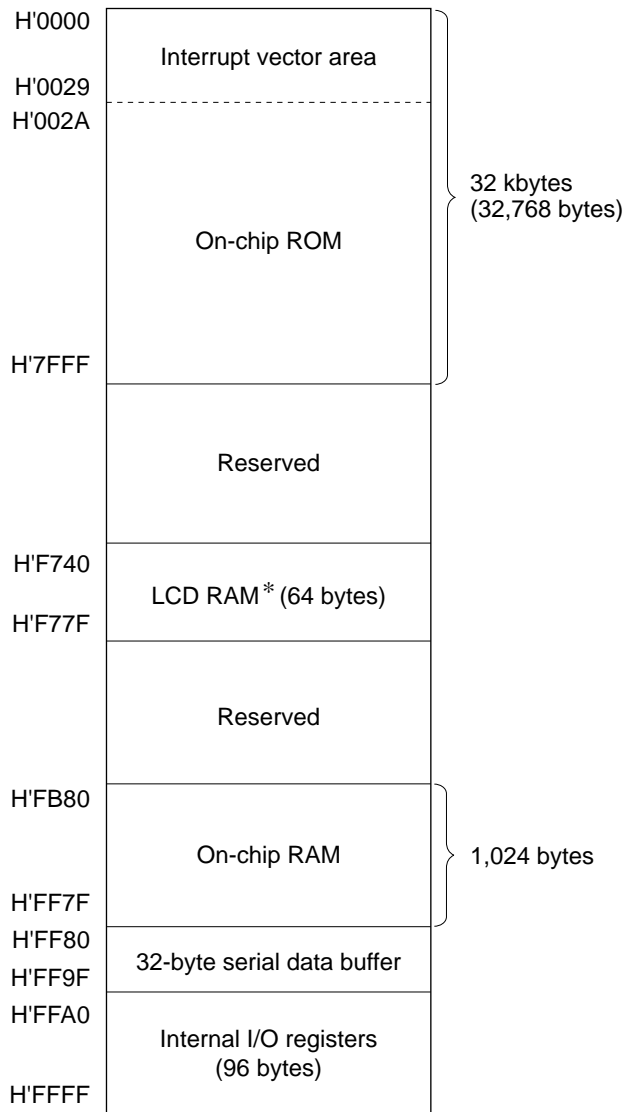 H'0000
Interrupt vector area
H'0029
H'002A
32 kbytes
(32,768 bytes)
On-chip ROM
H'7FFF
Reserved
H'F740
LCD RAM* (64 bytes)
H'F77F
Reserved
H'FB80
On-chip RAM
1,024 bytes
H'FF7F
H'FF80
32-byte serial data buffer
H'FF9F
H'FFA0
Internal I/O registers
(96 bytes)
H'FFFF